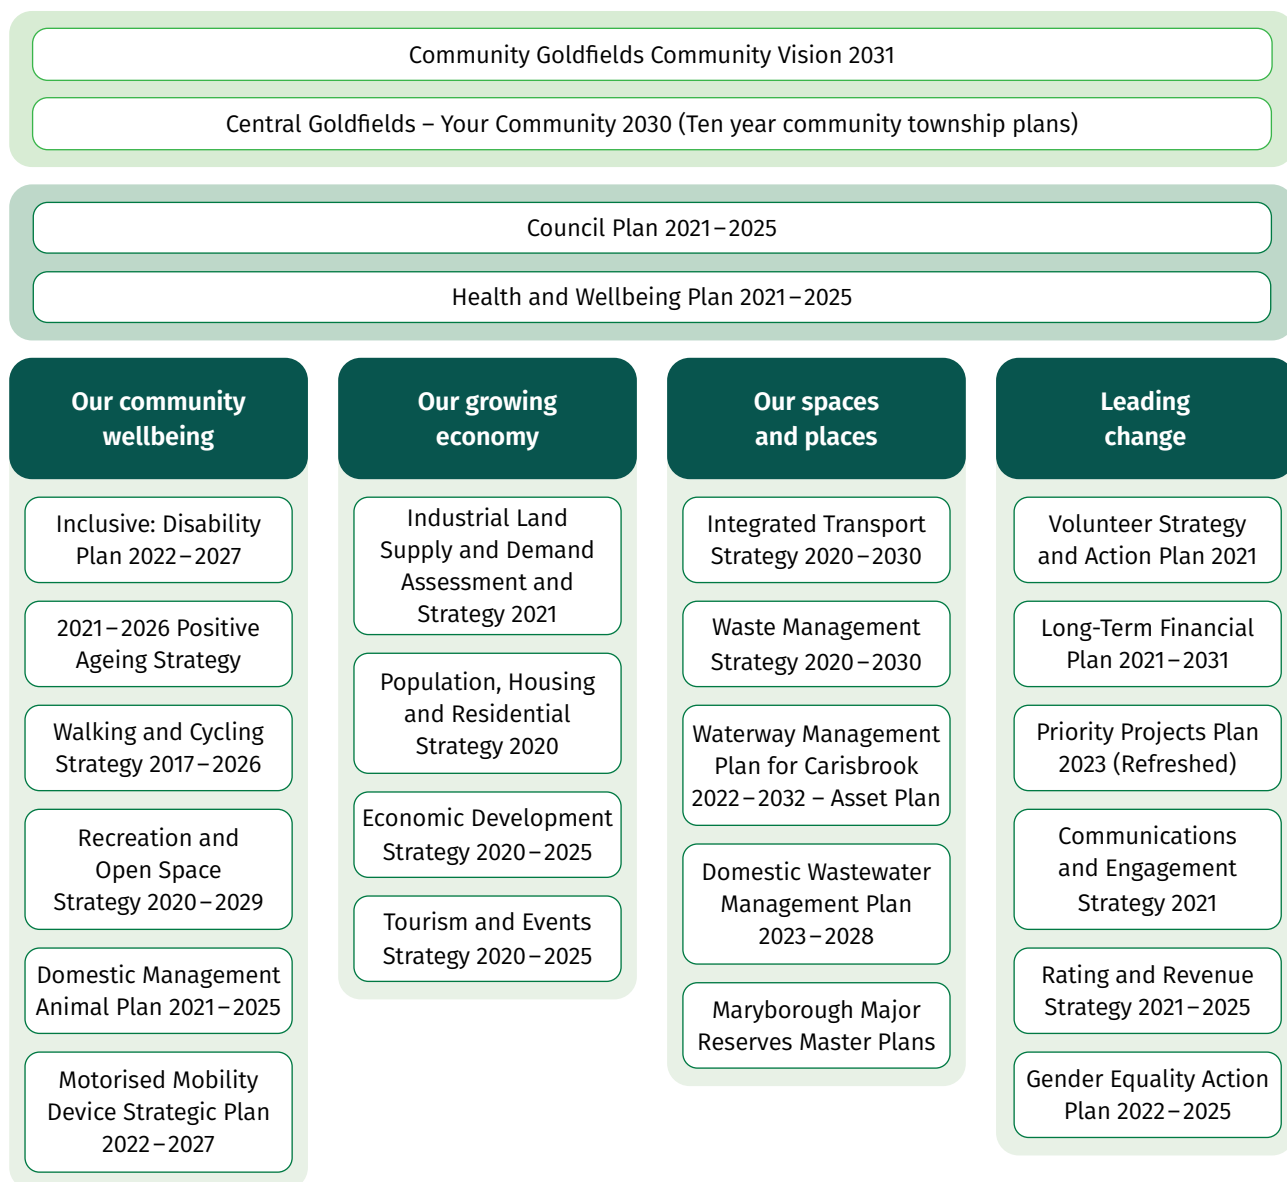 Community Goldfields Community Vision 2031
Central Goldfields – Your Community 2030 (Ten year community township plans)
Council Plan 2021–2025
Health and Wellbeing Plan 2021–2025
Our community
wellbeing
Inclusive: Disability
Plan 2022–2027
2021–2026 Positive
Ageing Strategy
Walking and Cycling
Strategy 2017–2026
Recreation and
Open Space
Strategy 2020–2029
Domestic Management
Animal Plan 2021–2025
Motorised Mobility
Device Strategic Plan
2022–2027
Our growing
economy
Industrial Land
Supply and Demand
Assessment and
Strategy 2021
Population, Housing
and Residential
Strategy 2020
Economic Development
Strategy 2020–2025
Tourism and Events
Strategy 2020–2025
Our spaces
and places
Integrated Transport
Strategy 2020–2030
Waste Management
Strategy 2020–2030
Waterway Management
Plan for Carisbrook
2022–2032 – Asset Plan
Domestic Wastewater
Management Plan
2023–2028
Maryborough Major
Reserves Master Plans
Leading
change
Volunteer Strategy
and Action Plan 2021
Long-Term Financial
Plan 2021–2031
Priority Projects Plan
2023 (Refreshed)
Communications
and Engagement
Strategy 2021
Rating and Revenue
Strategy 2021–2025
Gender Equality Action
Plan 2022–2025